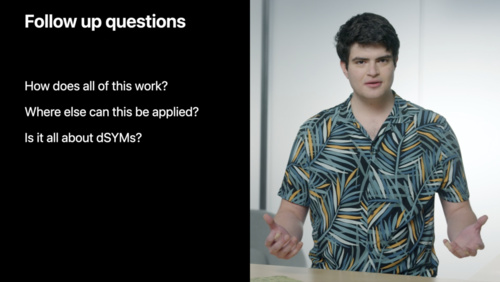 Follow up questions
How does all of this work?
Where else can this be applied?
Is it all about dSYMs?